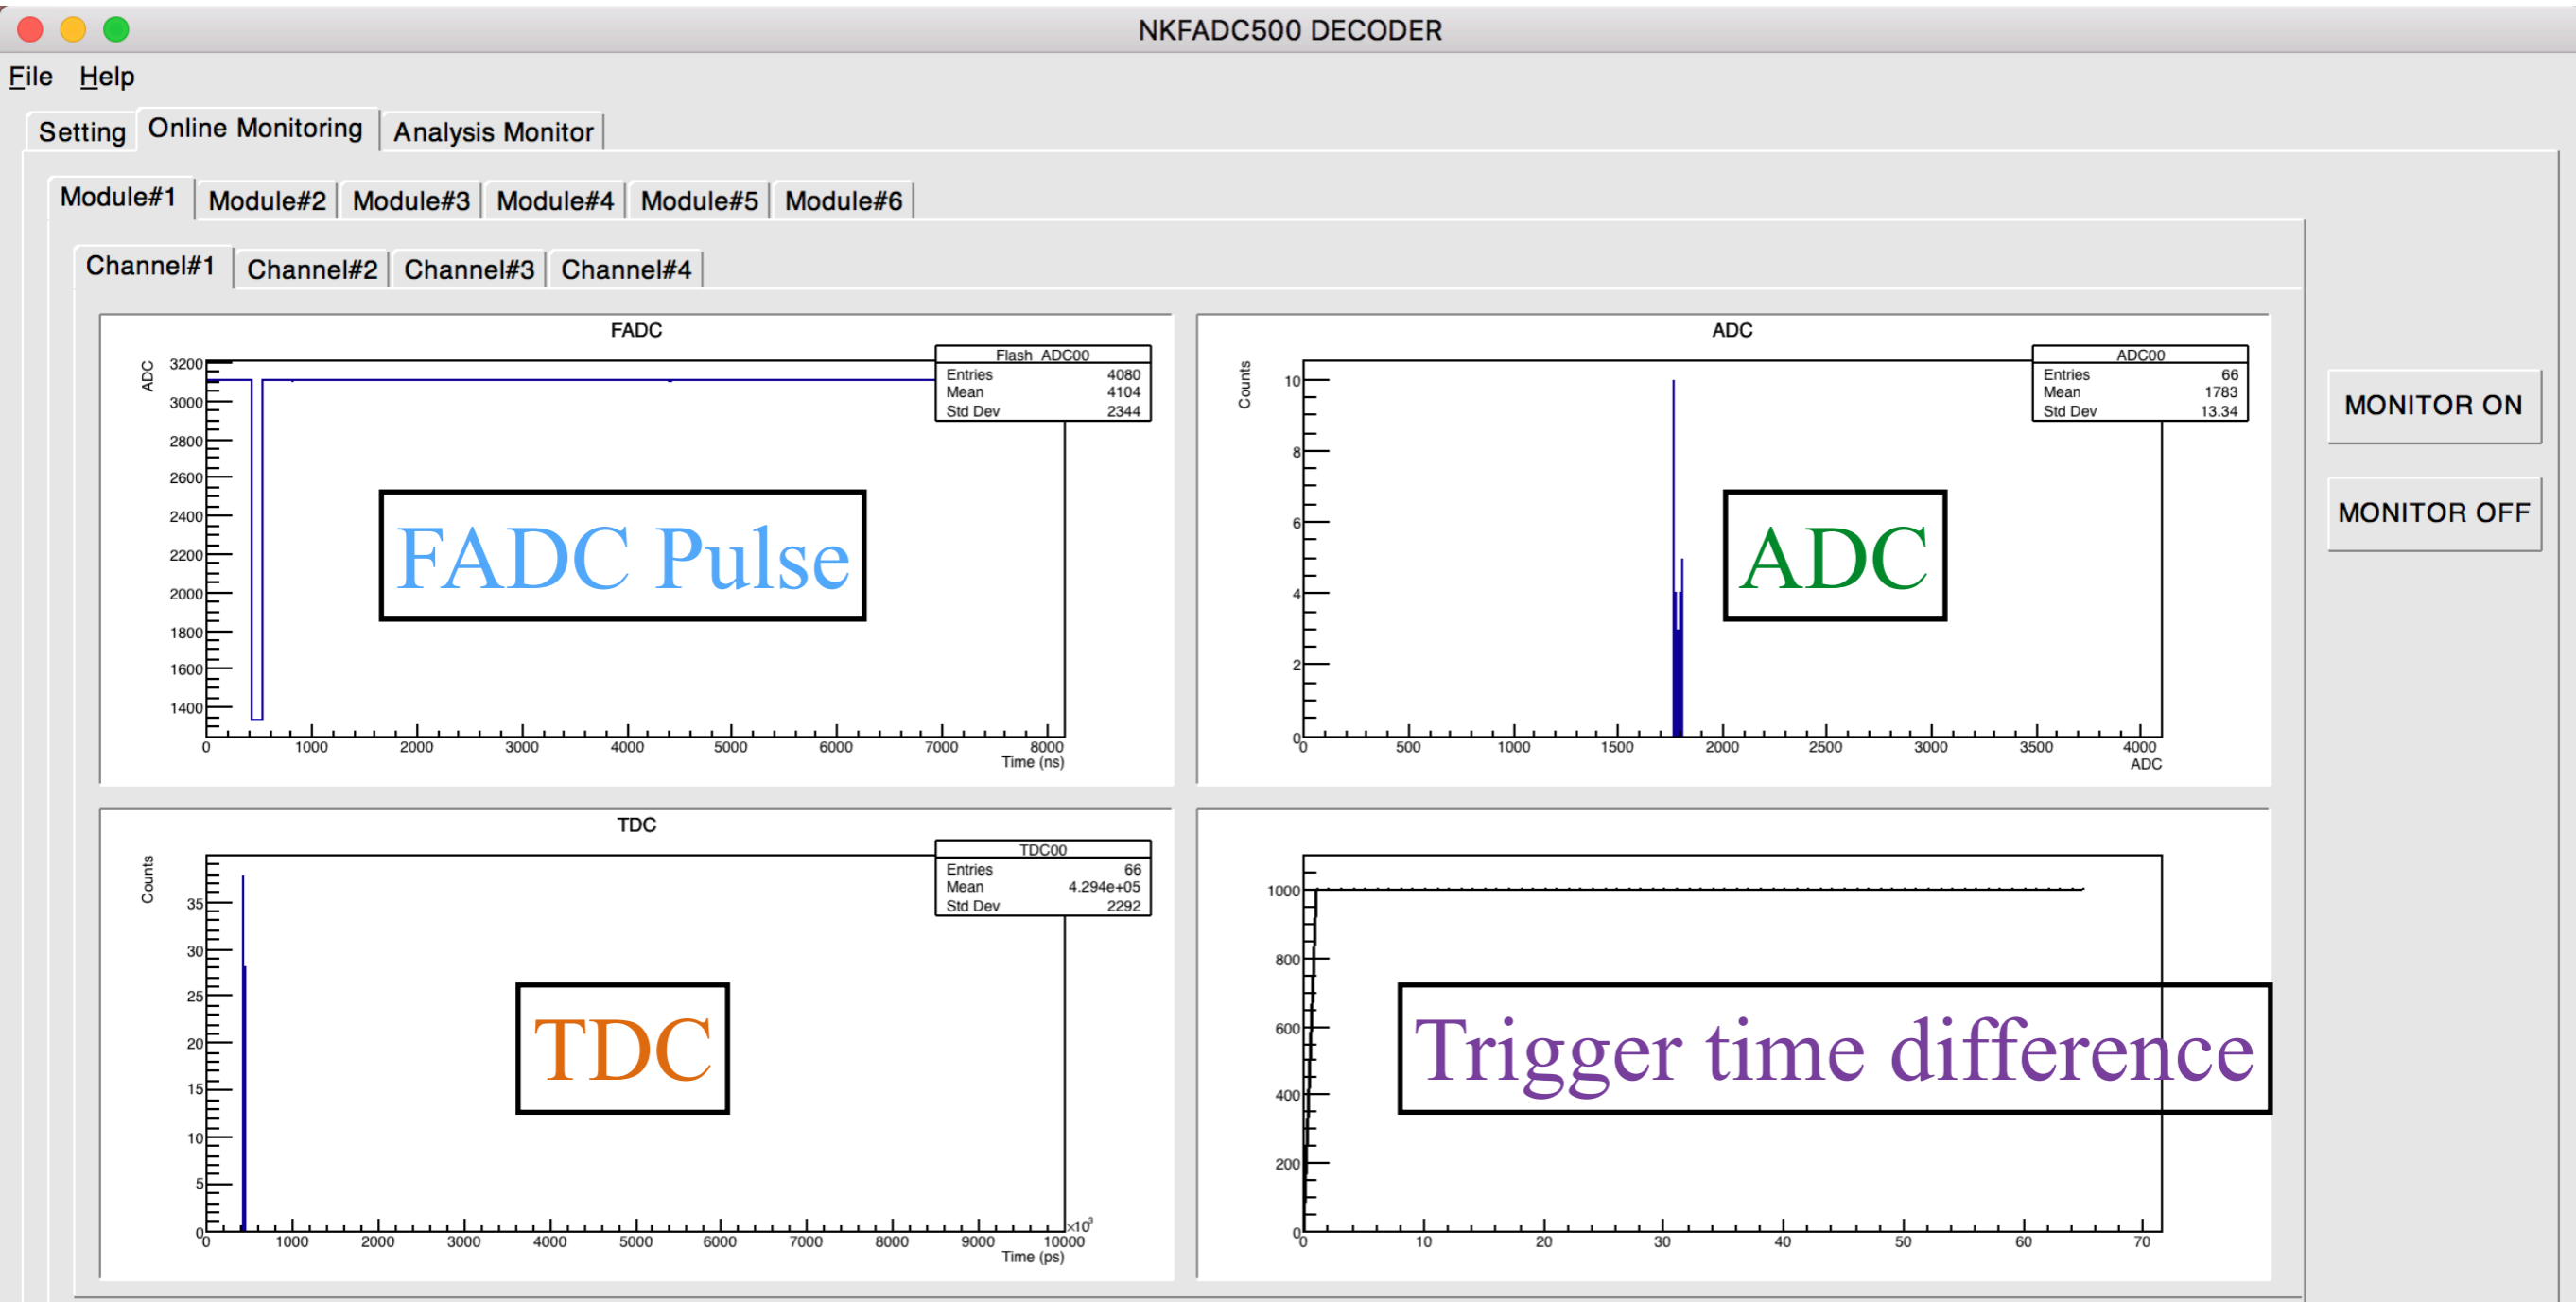 NKFADC500 DECODER
File Help
Setting Online Monitoring Analysis Monitor
Module#1 Module#2 Module#3 Module#4 Module#5 Module#6
Channel#1 Channel#2 Channel#3 Channel#4
FADC
ADC
Flash_ADC00
Entries 4080
Mean 4104
Std Dev 2344
3200
3000
2800
2600
2400
2200
2000
1800
1600
1400
FADC Pulse
0 1000 2000 3000 4000 5000 6000 7000 8000
Time (ns)
ADC
Counts
ADC00
Entries 66
Mean 1783
Std Dev 13.34
10
8
6
4
2
0
ADC
0 500 1000 1500 2000 2500 3000 3500 4000
ADC
MONITOR ON
MONITOR OFF
TDC
Counts
TDC00
Entries 66
Mean 4.294e+05
Std Dev 2292
35
30
25
20
15
10
5
0
TDC
0 1000 2000 3000 4000 5000 6000 7000 8000 9000 10000
×10³
Time (ps)
1000
800
600
400
200
0
Trigger time difference
0 10 20 30 40 50 60 70